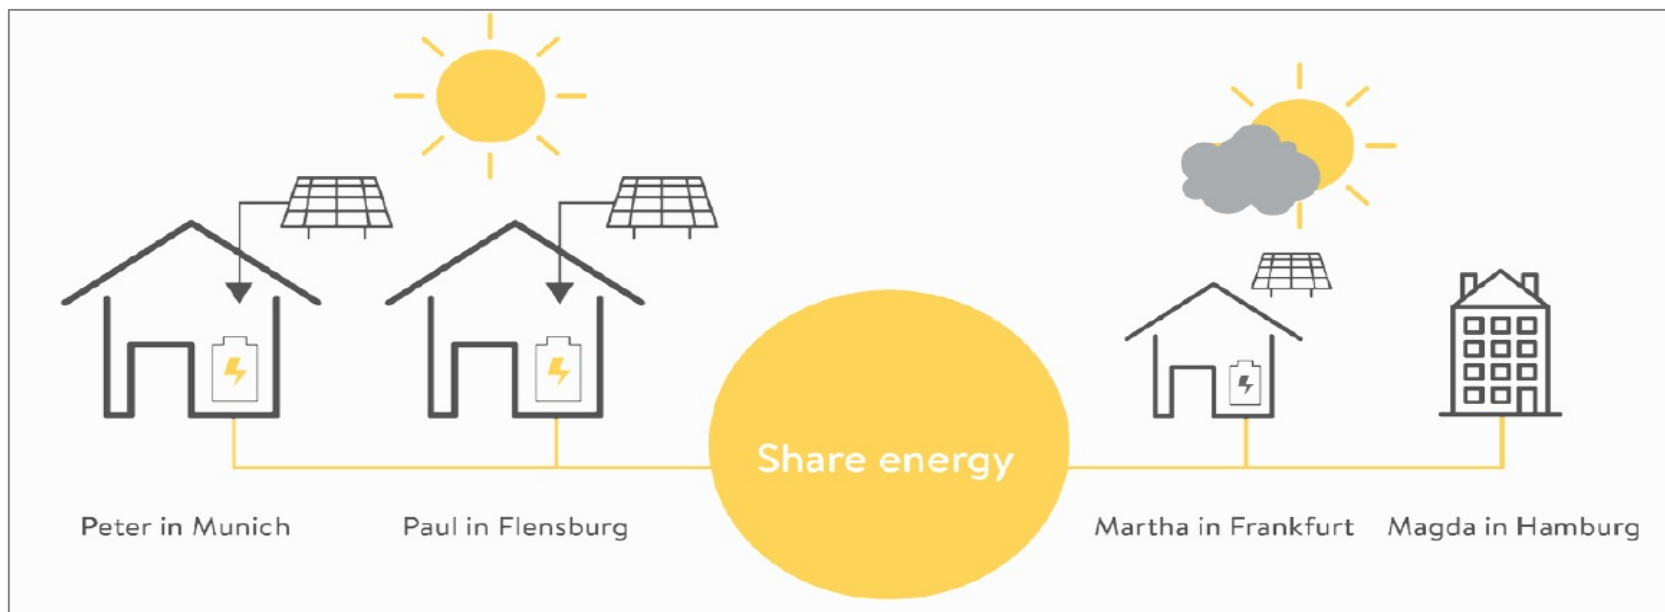 Share energy
Peter in Munich
Paul in Flensburg
Martha in Frankfurt
Magda in Hamburg